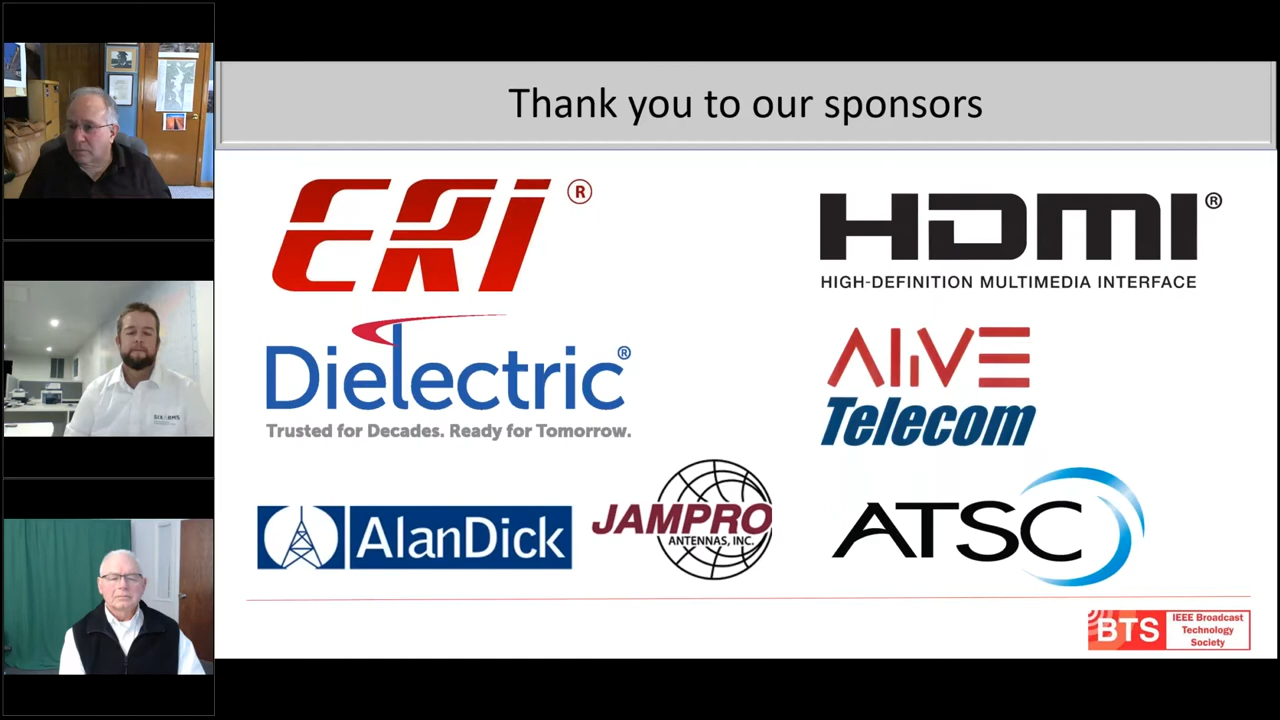 Thank you to our sponsors
ERI®
HDMI®
HIGH-DEFINITION MULTIMEDIA INTERFACE
Dielectric®
Trusted for Decades. Ready for Tomorrow.
ALIVE
Telecom
AlanDick
JAMPRO
ANTENNAS, INC.
ATSC
BTS
IEEE Broadcast
Technology
Society